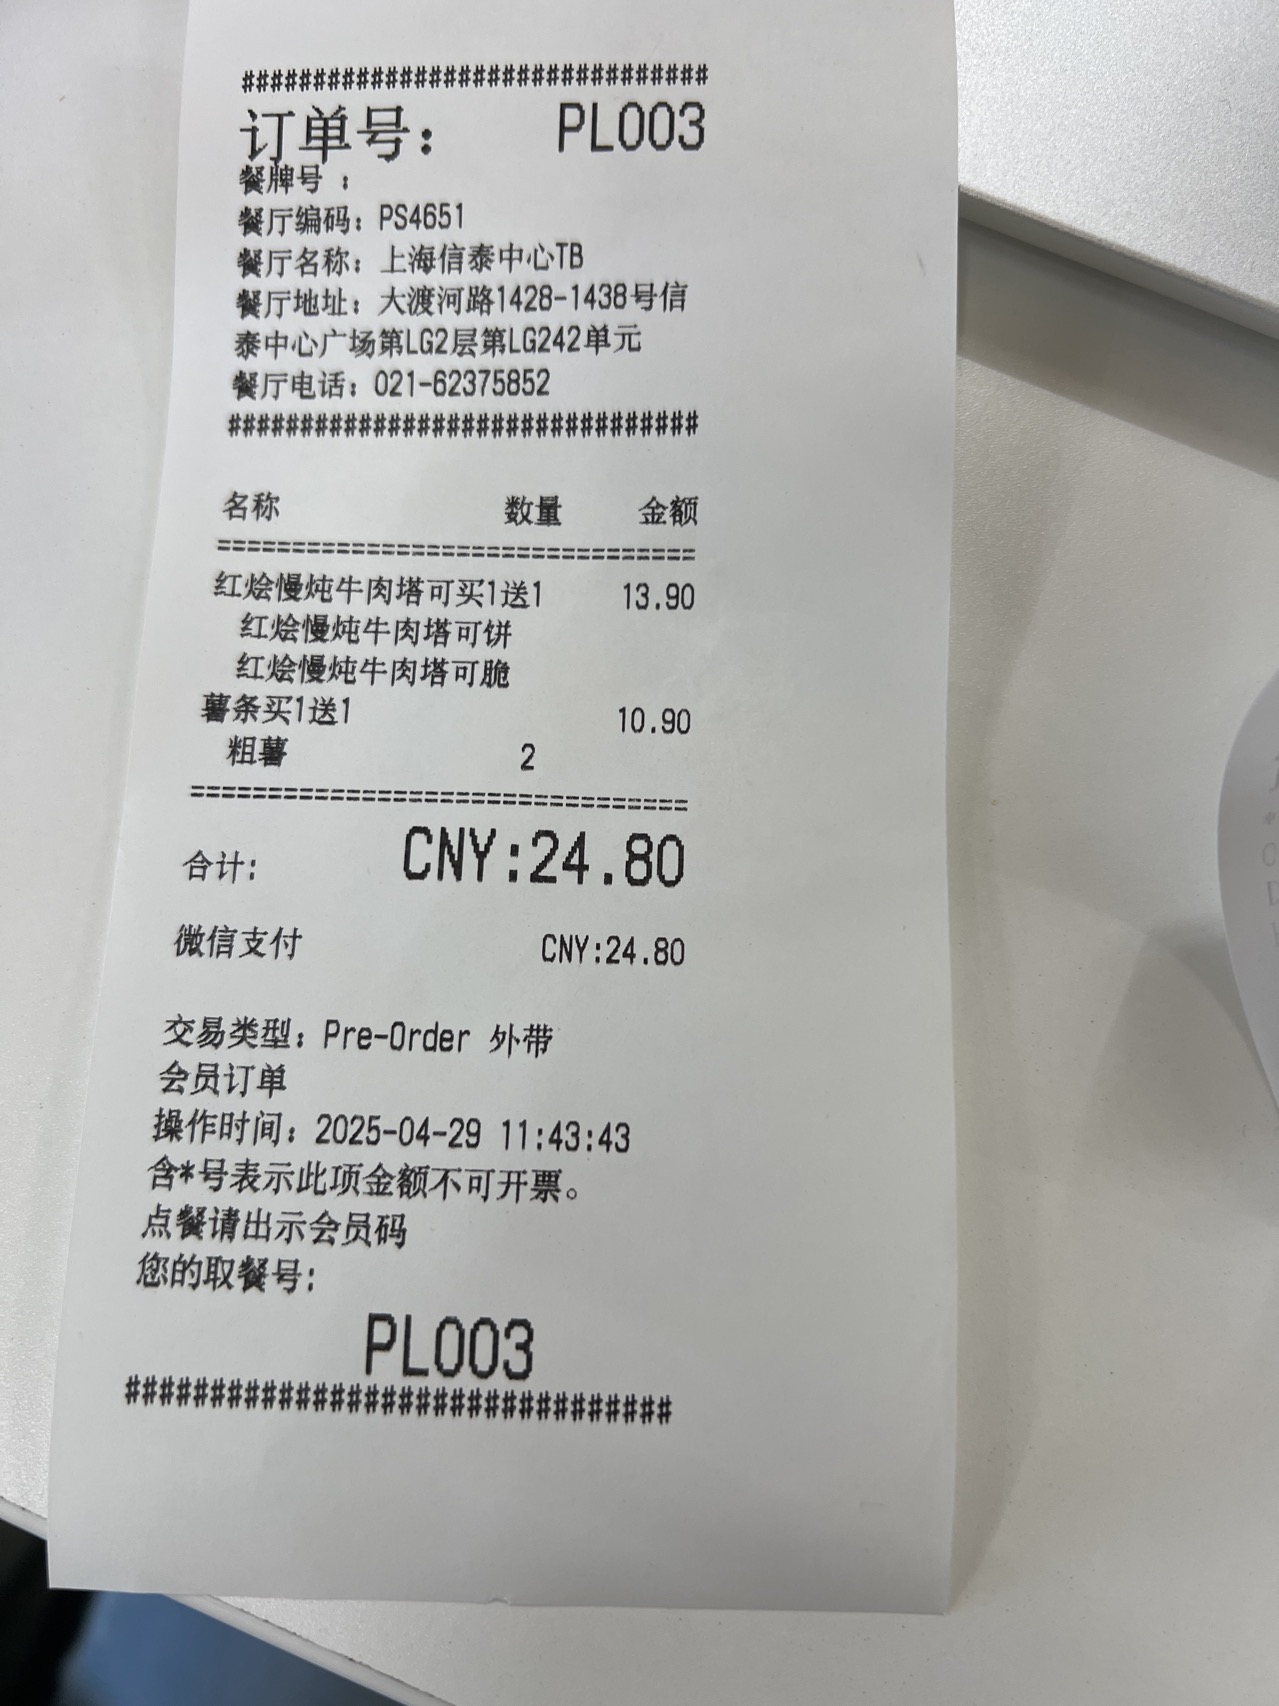 ################################
订单号: PL003
餐牌号 :
餐厅编码: PS4651
餐厅名称: 上海信泰中心TB
餐厅地址: 大渡河路1428-1438号信
泰中心广场第LG2层第LG242单元
餐厅电话: 021-62375852
################################
名称 数量 金额
================================
红烩慢炖牛肉塔可买1送1 13.90
红烩慢炖牛肉塔可饼
红烩慢炖牛肉塔可脆
薯条买1送1 10.90
粗薯 2
================================
合计: CNY:24.80
微信支付 CNY:24.80
交易类型: Pre-Order 外带
会员订单
操作时间: 2025-04-29 11:43:43
含*号表示此项金额不可开票。
点餐请出示会员码
您的取餐号:
PL003
################################